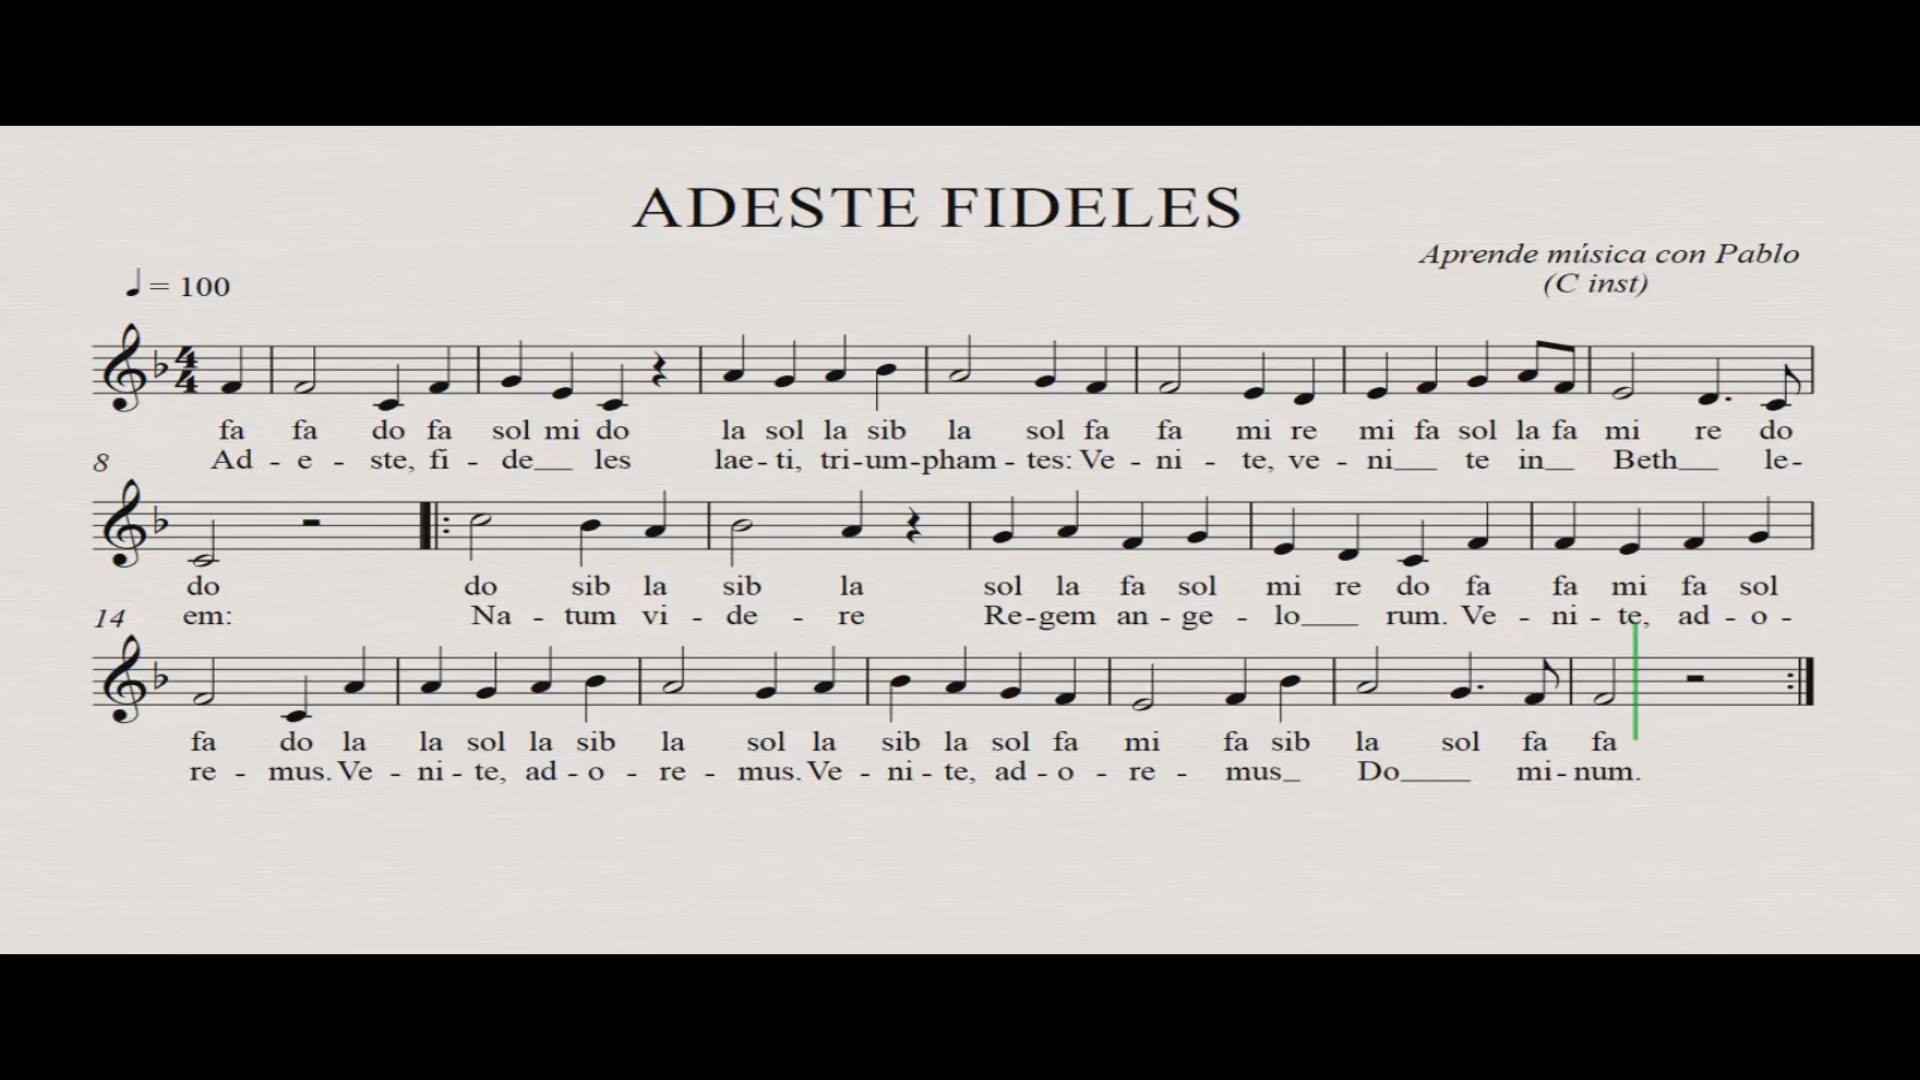 ADESTE FIDELES
Aprende música con Pablo
(C inst)
= 100
4
4
fa fa do fa sol mi do la sol la sib la sol fa fa mi re mi fa sol la fa mi re do
Ad - e - ste, fi - de__ les lae - ti, tri - um - pham - tes: Ve - ni - te, ve - ni__ te in__ Beth__ le -
8
do do sib la sib la sol la fa sol mi re do fa fa mi fa sol
em: Na - tum vi - de - re Re - gem an - ge - lo__ rum. Ve - ni - te, ad - o -
14
fa do la la sol la sib la sol la sib la sol fa mi fa sib la sol fa fa
re - mus. Ve - ni - te, ad - o - re - mus. Ve - ni - te, ad - o - re - mus_ Do__ mi - num.